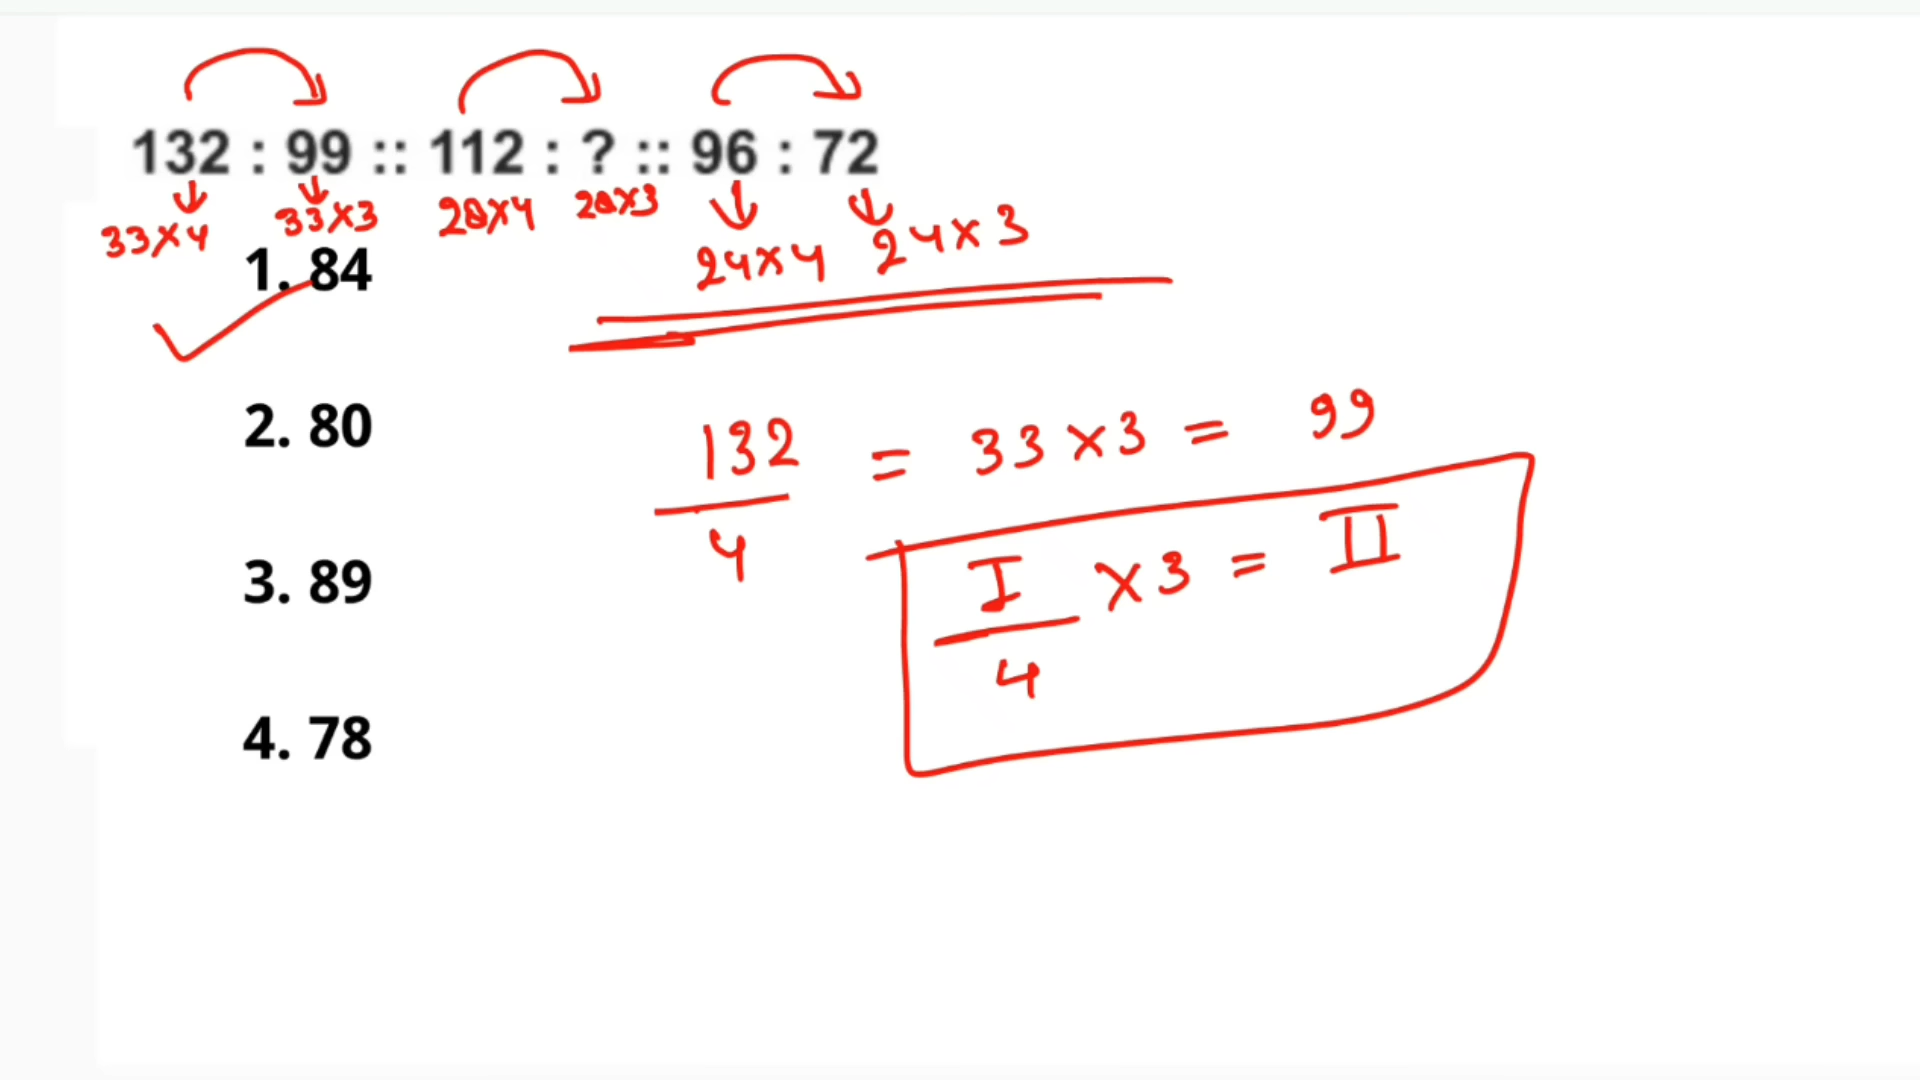 132 : 99 :: 112 : ? :: 96 : 72
33×4 33×3 28×4 28×3 24×4 24×3
1. 84
2. 80
3. 89
4. 78
132/4 = 33×3 = 99
I/4 ×3 = II